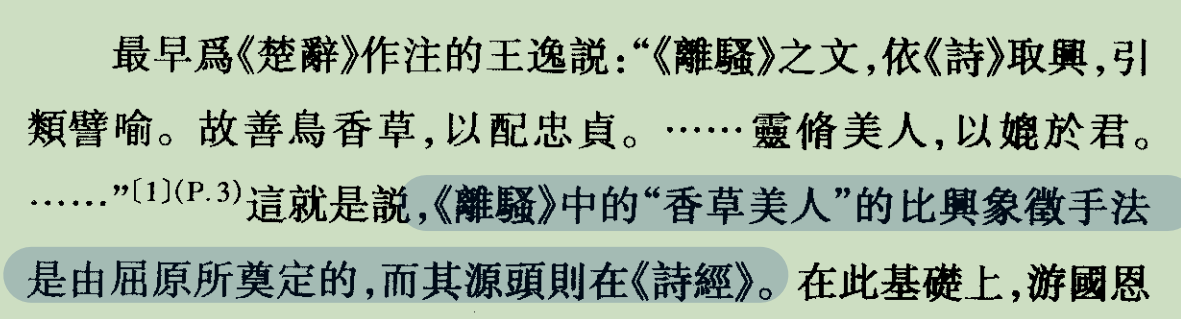 最早爲《楚辭》作注的王逸説:“《離騷》之文,依《詩》取興,引
類譬喻。故善鳥香草,以配忠貞。……靈脩美人,以媲於君。
……”〔1〕(P.3)這就是説,《離騷》中的“香草美人”的比興象徵手法
是由屈原所奠定的,而其源頭則在《詩經》。在此基礎上,游國恩